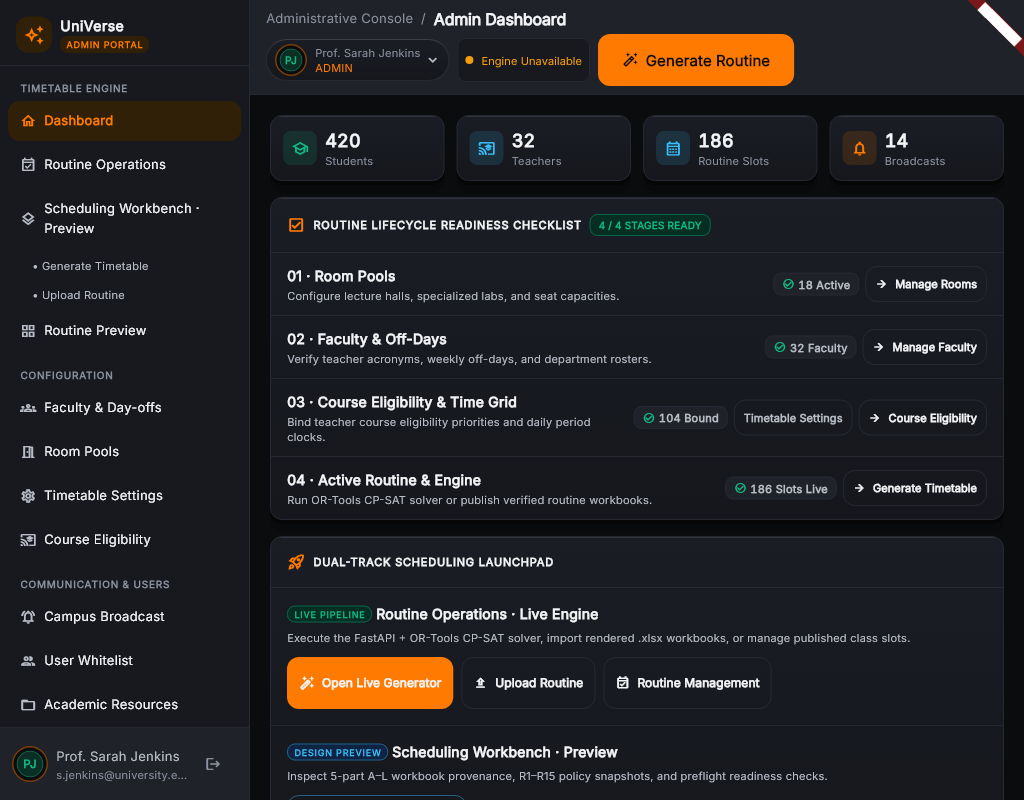 UniVerse
ADMIN PORTAL
TIMETABLE ENGINE
Dashboard
Routine Operations
Scheduling Workbench ·
Preview
• Generate Timetable
• Upload Routine
Routine Preview
CONFIGURATION
Faculty & Day-offs
Room Pools
Timetable Settings
Course Eligibility
COMMUNICATION & USERS
Campus Broadcast
User Whitelist
Academic Resources
PJ
Prof. Sarah Jenkins
s.jenkins@university.e...
Administrative Console / Admin Dashboard
PJ
Prof. Sarah Jenkins
ADMIN
Engine Unavailable
Generate Routine
420
Students
32
Teachers
186
Routine Slots
14
Broadcasts
ROUTINE LIFECYCLE READINESS CHECKLIST
4 / 4 STAGES READY
01 · Room Pools
Configure lecture halls, specialized labs, and seat capacities.
18 Active
Manage Rooms
02 · Faculty & Off-Days
Verify teacher acronyms, weekly off-days, and department rosters.
32 Faculty
Manage Faculty
03 · Course Eligibility & Time Grid
Bind teacher course eligibility priorities and daily period
clocks.
104 Bound
Timetable Settings
Course Eligibility
04 · Active Routine & Engine
Run OR-Tools CP-SAT solver or publish verified routine workbooks.
186 Slots Live
Generate Timetable
DUAL-TRACK SCHEDULING LAUNCHPAD
LIVE PIPELINE Routine Operations · Live Engine
Execute the FastAPI + OR-Tools CP-SAT solver, import rendered .xlsx workbooks, or manage published class slots.
Open Live Generator
Upload Routine
Routine Management
DESIGN PREVIEW Scheduling Workbench · Preview
Inspect 5-part A–L workbook provenance, R1–R15 policy snapshots, and preflight readiness checks.